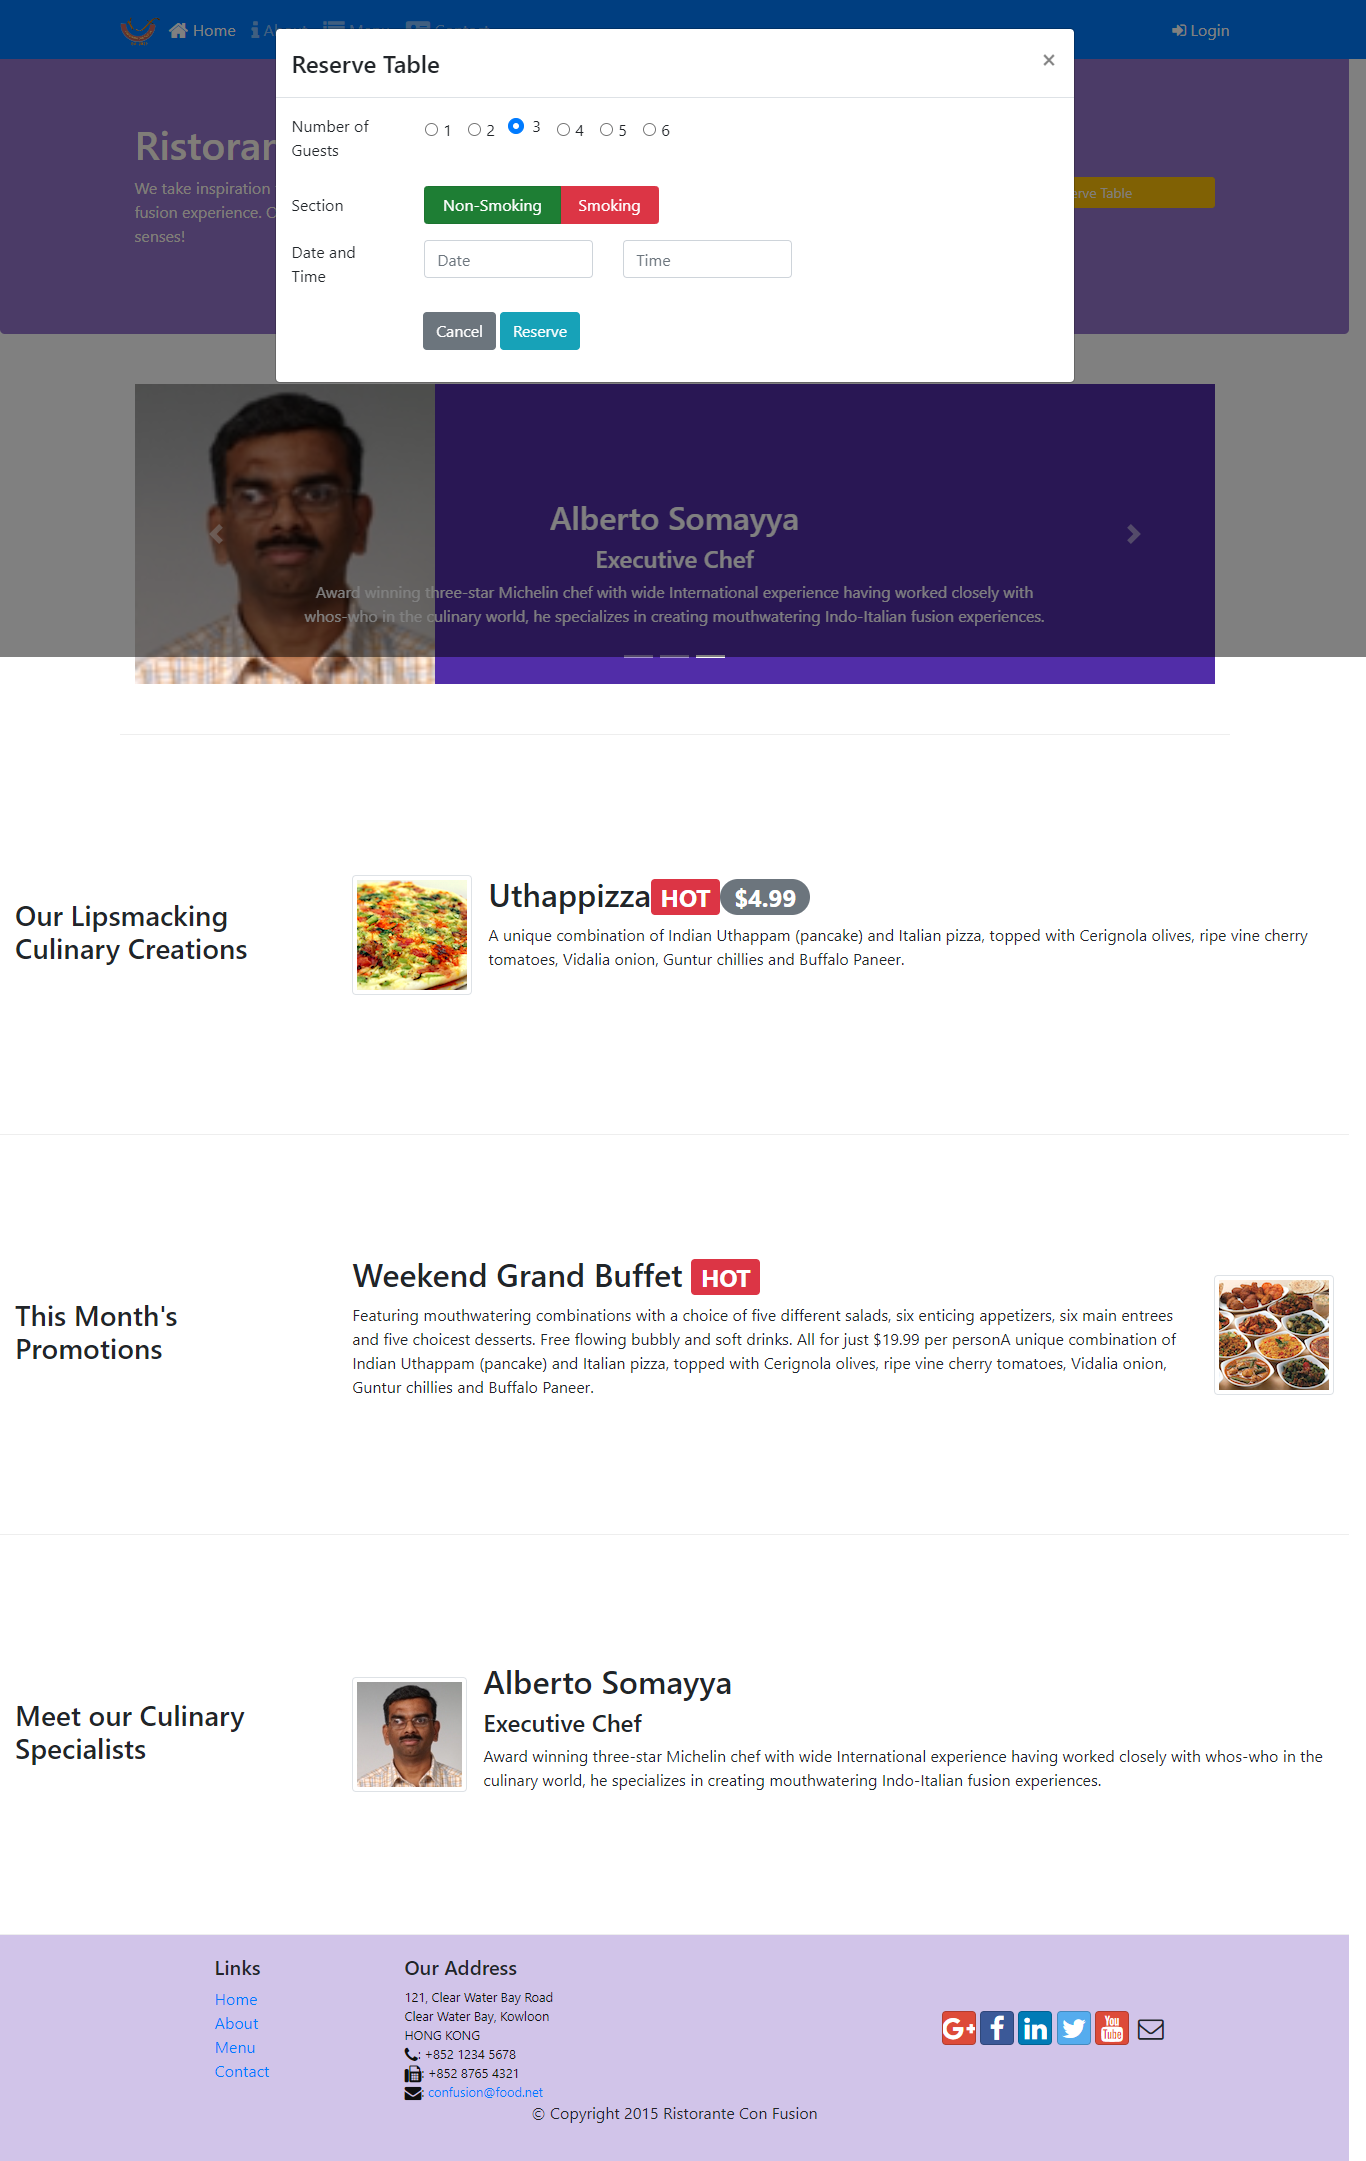 Home
Login
Reserve Table
×
Number of
Guests
1 2 3 4 5 6
Section
Non-Smoking Smoking
Date and
Time
Date
Time
Cancel Reserve
We take inspiration
fusion experience.
senses!
Table
Alberto Somayya
Executive Chef
Award winning three-star Michelin chef with wide International experience having worked closely with
whos-who in the culinary world, he specializes in creating mouthwatering Indo-Italian fusion experiences.
Our Lipsmacking
Culinary Creations
Uthappizza HOT $4.99
A unique combination of Indian Uthappam (pancake) and Italian pizza, topped with Cerignola olives, ripe vine cherry
tomatoes, Vidalia onion, Guntur chillies and Buffalo Paneer.
This Month's
Promotions
Weekend Grand Buffet HOT
Featuring mouthwatering combinations with a choice of five different salads, six enticing appetizers, six main entrees
and five choicest desserts. Free flowing bubbly and soft drinks. All for just $19.99 per personA unique combination of
Indian Uthappam (pancake) and Italian pizza, topped with Cerignola olives, ripe vine cherry tomatoes, Vidalia onion,
Guntur chillies and Buffalo Paneer.
Meet our Culinary
Specialists
Alberto Somayya
Executive Chef
Award winning three-star Michelin chef with wide International experience having worked closely with whos-who in the
culinary world, he specializes in creating mouthwatering Indo-Italian fusion experiences.
Links
Home
About
Menu
Contact
Our Address
121, Clear Water Bay Road
Clear Water Bay, Kowloon
HONG KONG
: +852 1234 5678
: +852 8765 4321
: confusion@food.net
G+ f in You Tube
© Copyright 2015 Ristorante Con Fusion